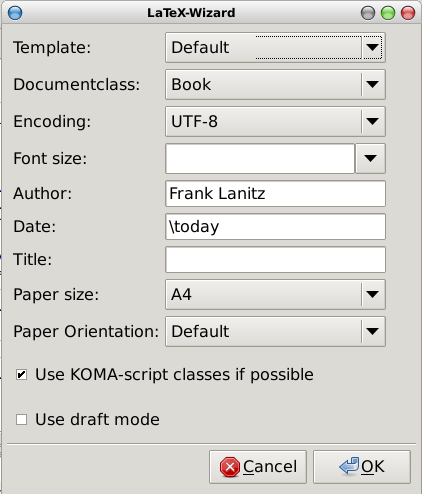 LaTeX-Wizard
Template: Default
Documentclass: Book
Encoding: UTF-8
Font size:
Author: Frank Lanitz
Date: \today
Title:
Paper size: A4
Paper Orientation: Default
Use KOMA-script classes if possible
Use draft mode
Cancel OK